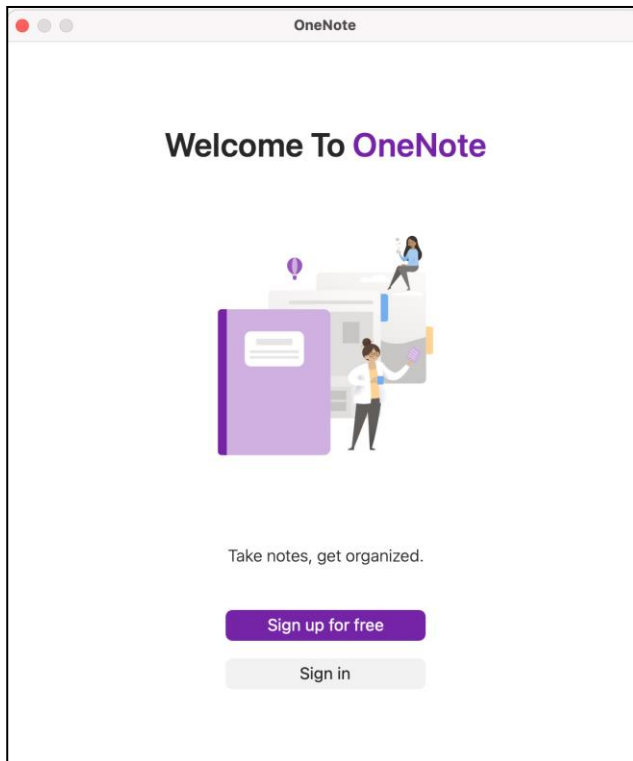 OneNote
Welcome To OneNote
Take notes, get organized.
Sign up for free
Sign in